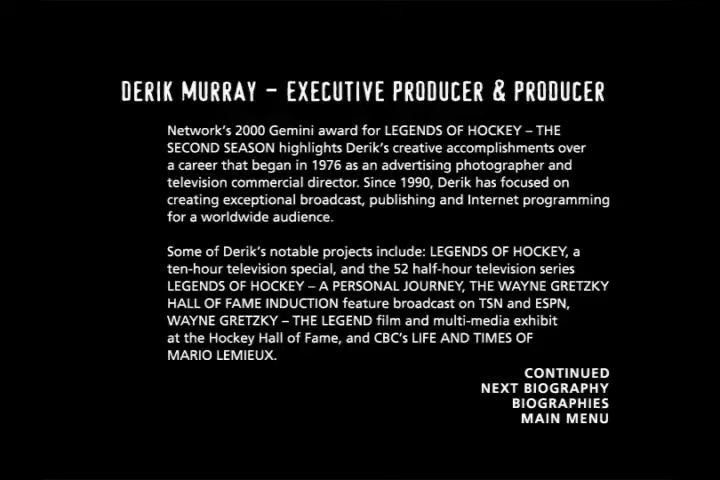 DERIK MURRAY – EXECUTIVE PRODUCER & PRODUCER
Network's 2000 Gemini award for LEGENDS OF HOCKEY – THE
SECOND SEASON highlights Derik's creative accomplishments over
a career that began in 1976 as an advertising photographer and
television commercial director. Since 1990, Derik has focused on
creating exceptional broadcast, publishing and Internet programming
for a worldwide audience.
Some of Derik's notable projects include: LEGENDS OF HOCKEY, a
ten-hour television special, and the 52 half-hour television series
LEGENDS OF HOCKEY – A PERSONAL JOURNEY, THE WAYNE GRETZKY
HALL OF FAME INDUCTION feature broadcast on TSN and ESPN,
WAYNE GRETZKY – THE LEGEND film and multi-media exhibit
at the Hockey Hall of Fame, and CBC's LIFE AND TIMES OF
MARIO LEMIEUX.
CONTINUED
NEXT BIOGRAPHY
BIOGRAPHIES
MAIN MENU